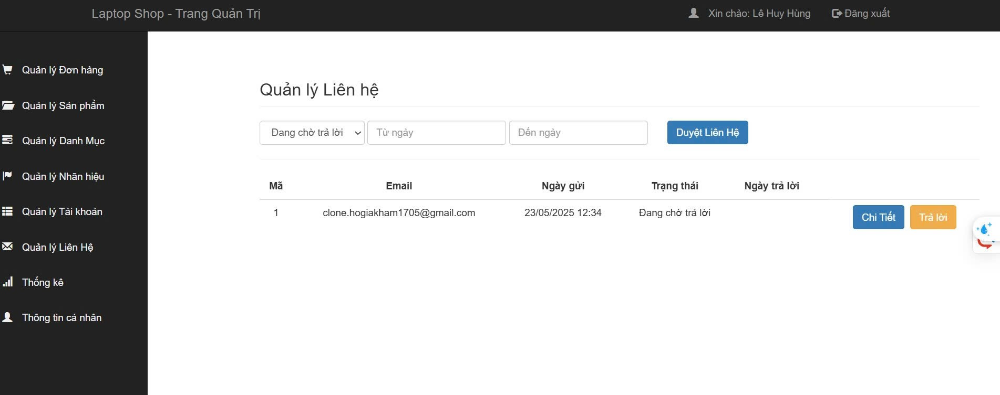 Laptop Shop - Trang Quản Trị
Xin chào: Lê Huy Hùng Đăng xuất
Quản lý Đơn hàng
Quản lý Sản phẩm
Quản lý Danh Mục
Quản lý Nhãn hiệu
Quản lý Tài khoản
Quản lý Liên Hệ
Thống kê
Thông tin cá nhân
Quản lý Liên hệ
Đang chờ trả lời Từ ngày Đến ngày Duyệt Liên Hệ
Mã Email Ngày gửi Trạng thái Ngày trả lời
1 clone.hogiakham1705@gmail.com 23/05/2025 12:34 Đang chờ trả lời Chi Tiết Trả lời